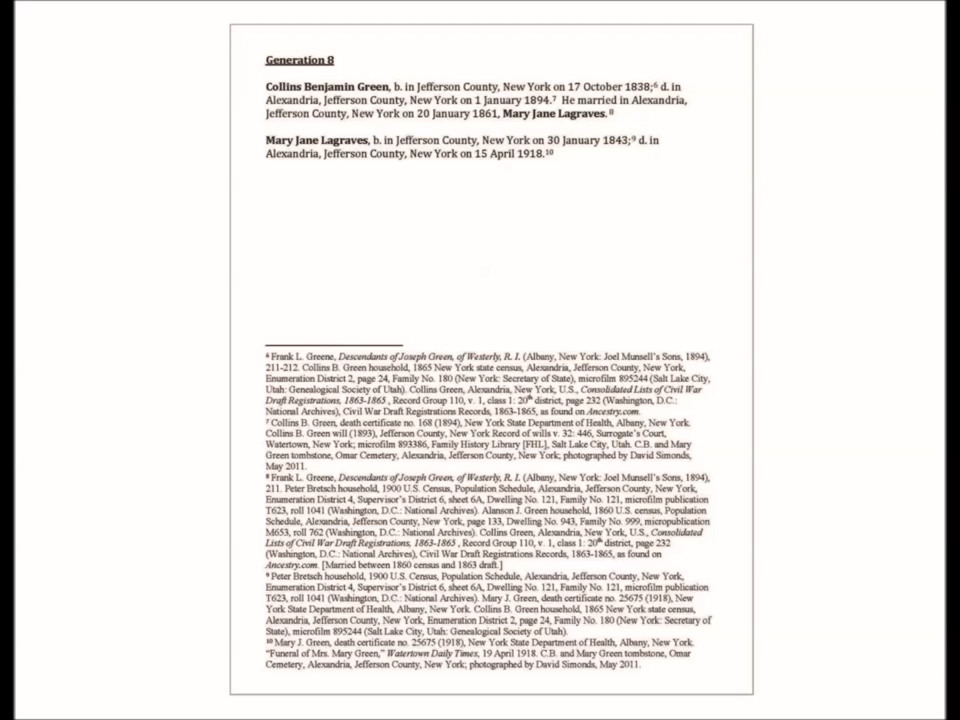 Generation 8
Collins Benjamin Green, b. in Jefferson County, New York on 17 October 1838;⁶ d. in
Alexandria, Jefferson County, New York on 1 January 1894.⁷ He married in Alexandria,
Jefferson County, New York on 20 January 1861, Mary Jane Lagraves.⁸
Mary Jane Lagraves, b. in Jefferson County, New York on 30 January 1843;⁹ d. in
Alexandria, Jefferson County, New York on 15 April 1918.¹⁰
⁶ Frank L. Greene, Descendants of Joseph Green, of Westerly, R. I. (Albany, New York: Joel Munsell's Sons, 1894),
211-212. Collins B. Green household, 1865 New York state census, Alexandria, Jefferson County, New York,
Enumeration District 2, page 24, Family No. 180 (New York: Secretary of State), microfilm 895244 (Salt Lake City,
Utah: Genealogical Society of Utah). Collins Green, Alexandria, New York, U.S., Consolidated Lists of Civil War
Draft Registrations, 1863-1865 , Record Group 110, v. 1, class 1: 20th district, page 232 (Washington, D.C.:
National Archives), Civil War Draft Registrations Records, 1863-1865, as found on Ancestry.com.
⁷ Collins B. Green, death certificate no. 168 (1894), New York State Department of Health, Albany, New York.
Collins B. Green will (1893), Jefferson County, New York Record of wills v. 32: 446, Surrogate's Court,
Watertown, New York; microfilm 893386, Family History Library [FHL], Salt Lake City, Utah. C.B. and Mary
Green tombstone, Omar Cemetery, Alexandria, Jefferson County, New York; photographed by David Simonds,
May 2011.
⁸ Frank L. Greene, Descendants of Joseph Green, of Westerly, R. I. (Albany, New York: Joel Munsell's Sons, 1894),
211. Peter Bretsch household, 1900 U.S. Census, Population Schedule, Alexandria, Jefferson County, New York,
Enumeration District 4, Supervisor's District 6, sheet 6A, Dwelling No. 121, Family No. 121, microfilm publication
T623, roll 1041 (Washington, D.C.: National Archives). Alanson J. Green household, 1860 U.S. census, Population
Schedule, Alexandria, Jefferson County, New York, page 133, Dwelling No. 943, Family No. 999, micropublication
M653, roll 762 (Washington, D.C.: National Archives). Collins Green, Alexandria, New York, U.S., Consolidated
Lists of Civil War Draft Registrations, 1863-1865 , Record Group 110, v. 1, class 1: 20th district, page 232
(Washington, D.C.: National Archives), Civil War Draft Registrations Records, 1863-1865, as found on
Ancestry.com. [Married between 1860 census and 1863 draft.]
⁹ Peter Bretsch household, 1900 U.S. Census, Population Schedule, Alexandria, Jefferson County, New York,
Enumeration District 4, Supervisor's District 6, sheet 6A, Dwelling No. 121, Family No. 121, microfilm publication
T623, roll 1041 (Washington, D.C.: National Archives). Mary J. Green, death certificate no. 25675 (1918), New
York State Department of Health, Albany, New York. Collins B. Green household, 1865 New York state census,
Alexandria, Jefferson County, New York, Enumeration District 2, page 24, Family No. 180 (New York: Secretary of
State), microfilm 895244 (Salt Lake City, Utah: Genealogical Society of Utah).
¹⁰ Mary J. Green, death certificate no. 25675 (1918), New York State Department of Health, Albany, New York.
"Funeral of Mrs. Mary Green," Watertown Daily Times, 19 April 1918. C.B. and Mary Green tombstone, Omar
Cemetery, Alexandria, Jefferson County, New York; photographed by David Simonds, May 2011.